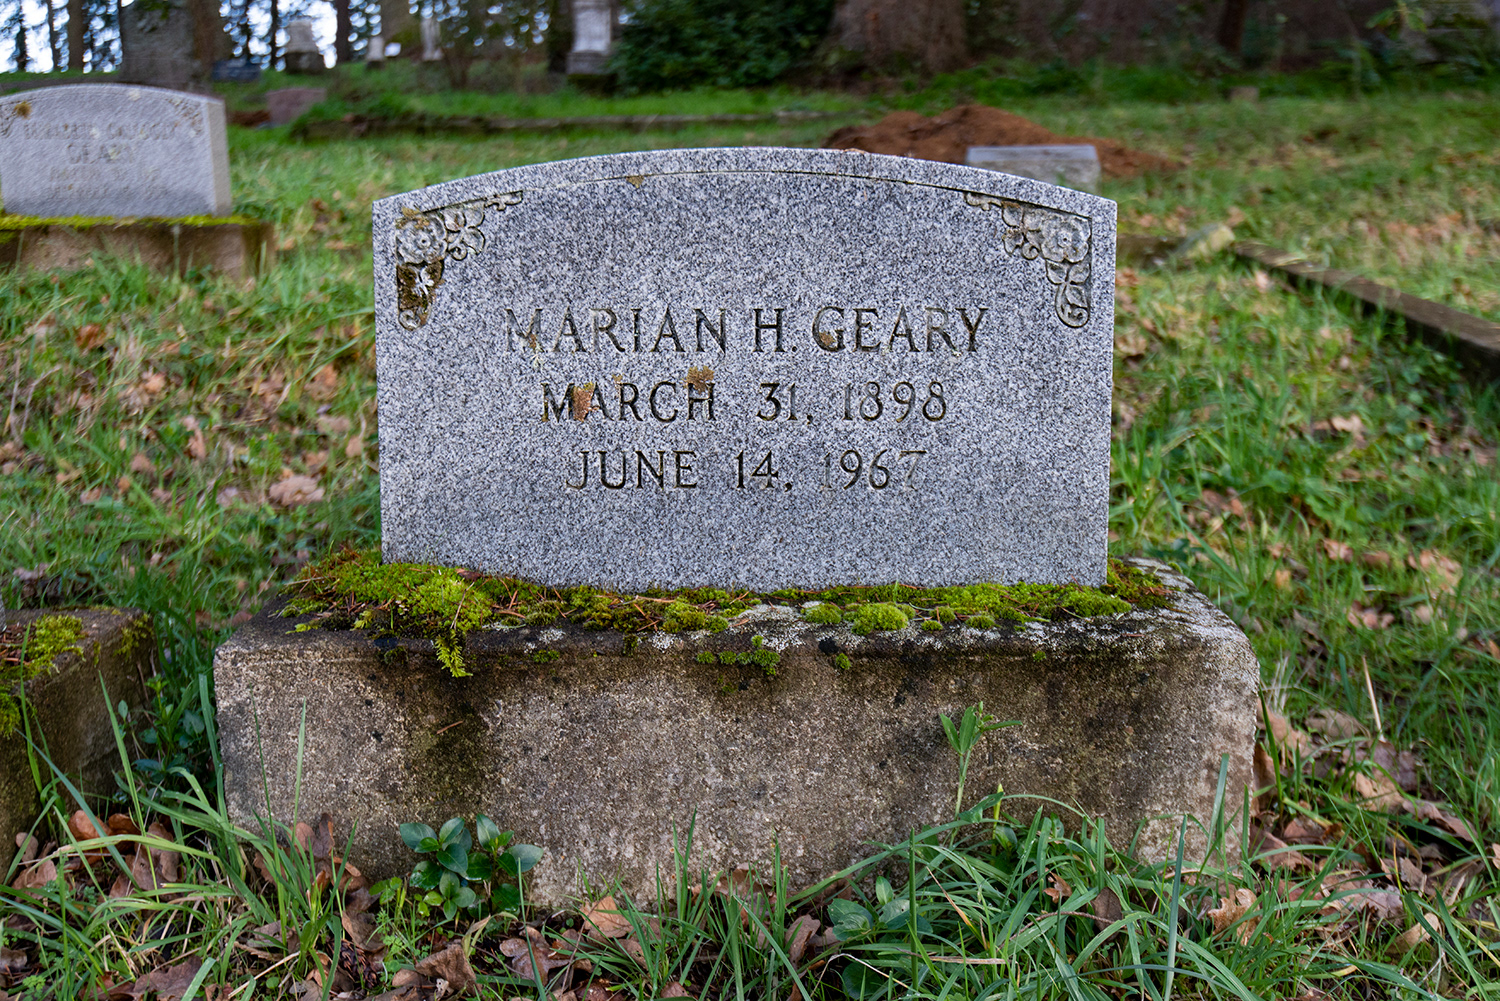 MARIAN H. GEARY
MARCH 31, 1898
JUNE 14, 1967
GEARY